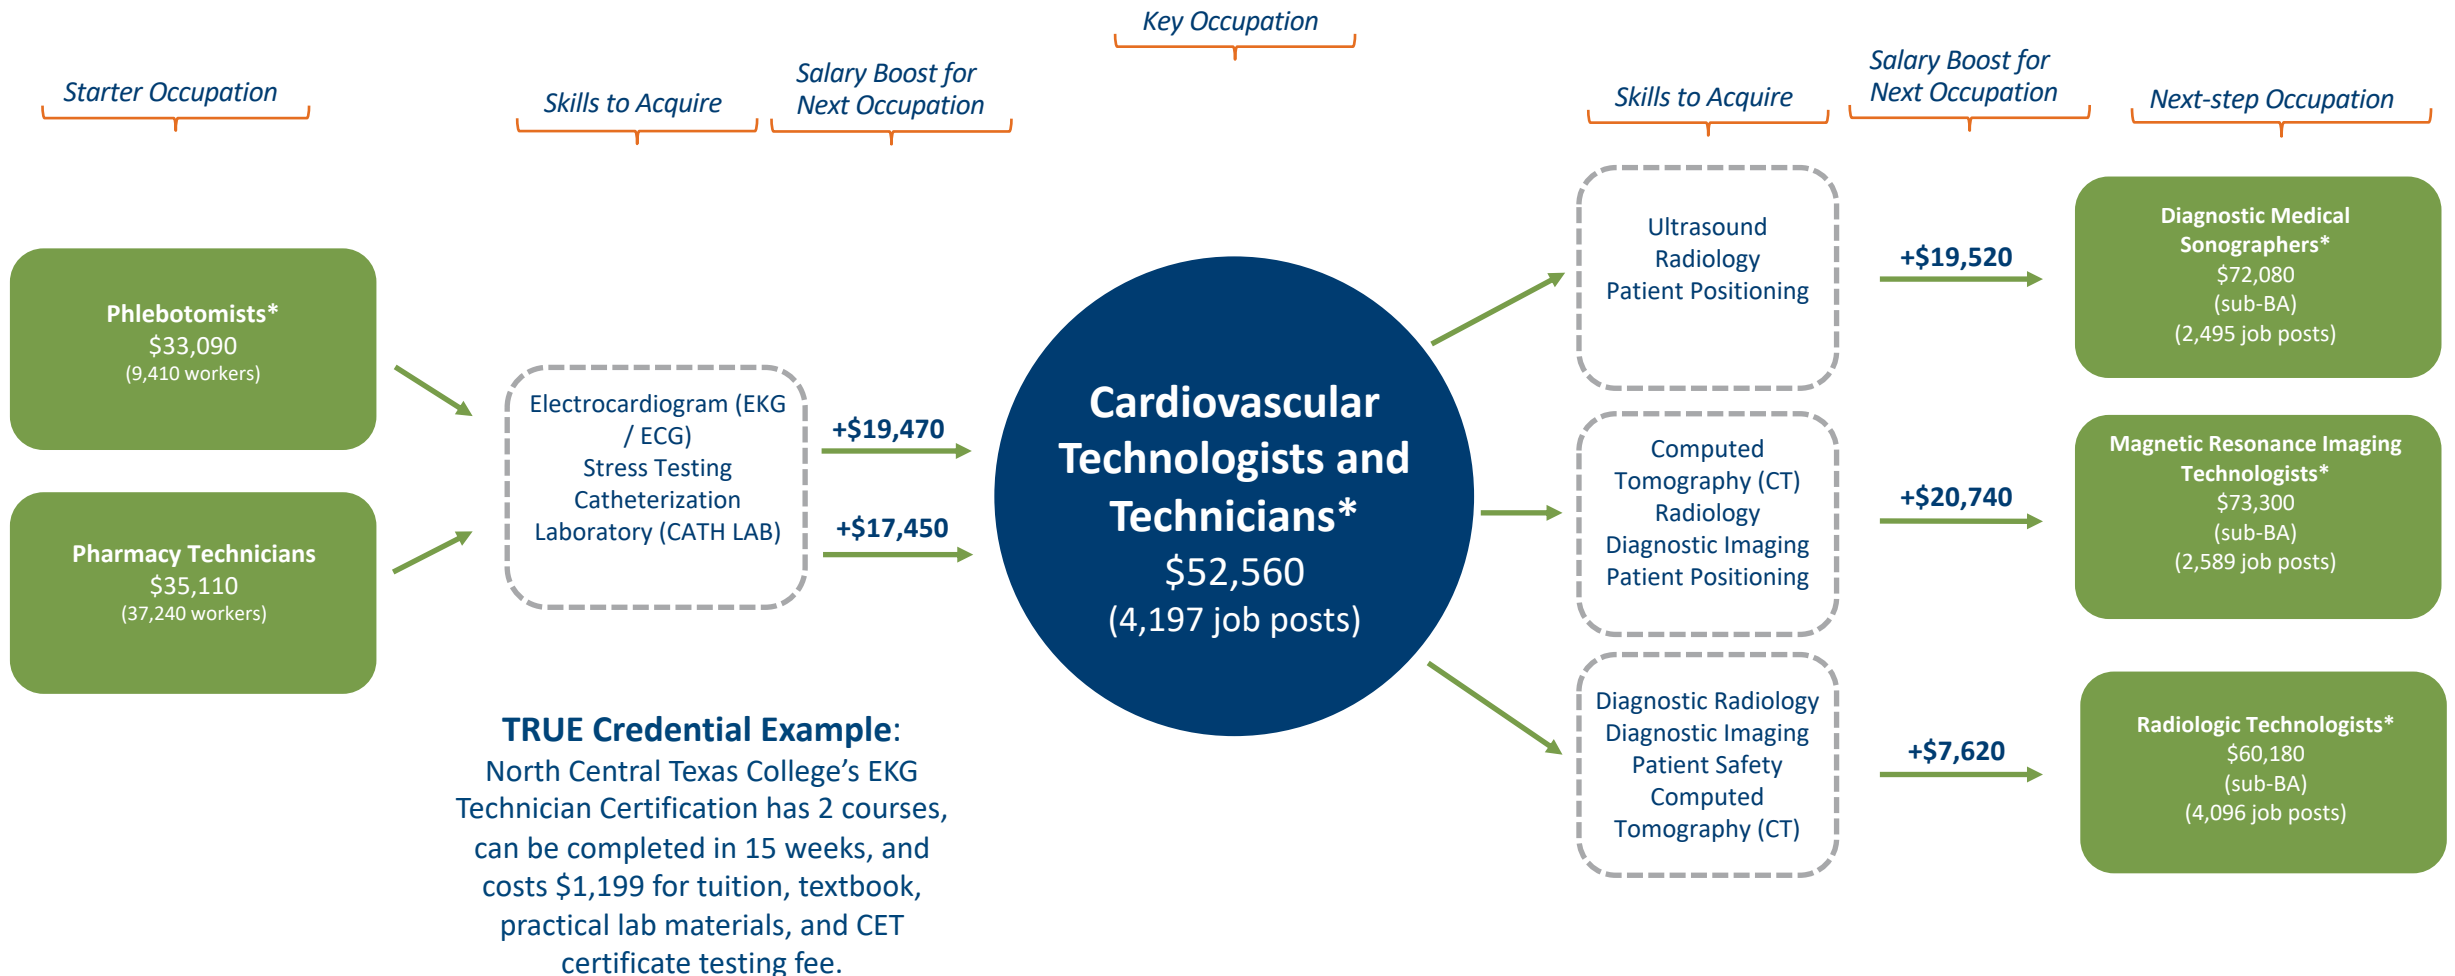 Key Occupation
Starter Occupation
Skills to Acquire
Salary Boost for
Next Occupation
Skills to Acquire
Salary Boost for
Next Occupation
Next-step Occupation
Phlebotomists*
$33,090
(9,410 workers)
Pharmacy Technicians
$35,110
(37,240 workers)
Electrocardiogram (EKG
/ ECG)
Stress Testing
Catheterization
Laboratory (CATH LAB)
+$19,470
+$17,450
Cardiovascular
Technologists and
Technicians*
$52,560
(4,197 job posts)
Ultrasound
Radiology
Patient Positioning
+$19,520
Diagnostic Medical
Sonographers*
$72,080
(sub-BA)
(2,495 job posts)
Computed
Tomography (CT)
Radiology
Diagnostic Imaging
Patient Positioning
+$20,740
Magnetic Resonance Imaging
Technologists*
$73,300
(sub-BA)
(2,589 job posts)
Diagnostic Radiology
Diagnostic Imaging
Patient Safety
Computed
Tomography (CT)
+$7,620
Radiologic Technologists*
$60,180
(sub-BA)
(4,096 job posts)
TRUE Credential Example:
North Central Texas College’s EKG
Technician Certification has 2 courses,
can be completed in 15 weeks, and
costs $1,199 for tuition, textbook,
practical lab materials, and CET
certificate testing fee.